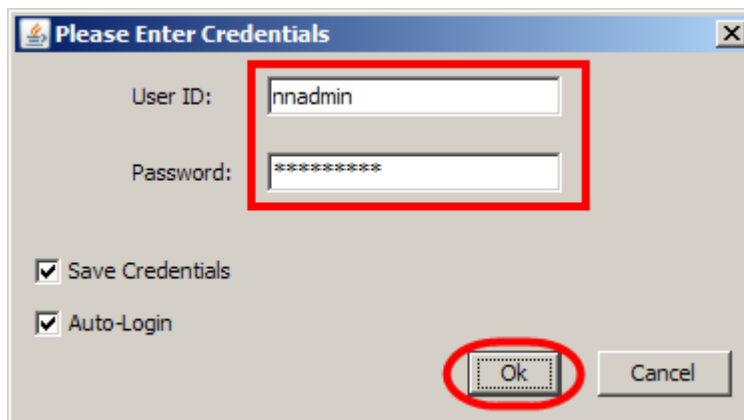 Please Enter Credentials
User ID: nnadmin
Password: *********
Save Credentials
Auto-Login
Ok Cancel